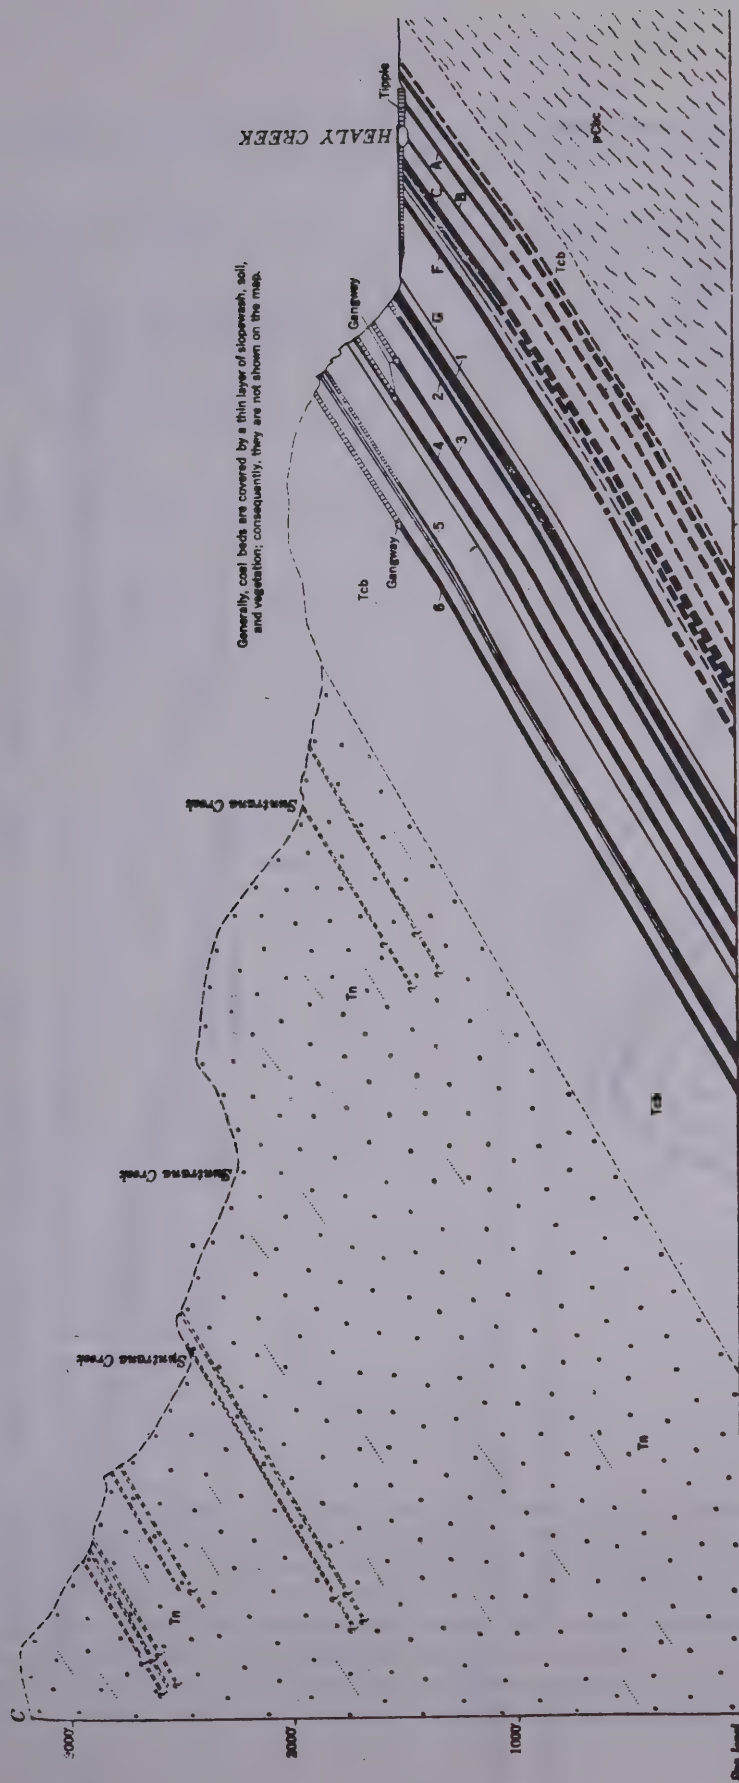 C
3000'
2000'
1000'
Sea level
Tn
Suntrana Creek
Tn
Suntrana Creek
Tn
Suntrana Creek
Tcb
Generally, coal beds are covered by a thin layer of slopewash, soil,
and vegetation; consequently, they are not shown on the map.
Tcb
Gangway
Gangway
6
5
4
3
2
1
G
F
C
B
A
HEALY CREEK
Tipple
Tcb
pCbc